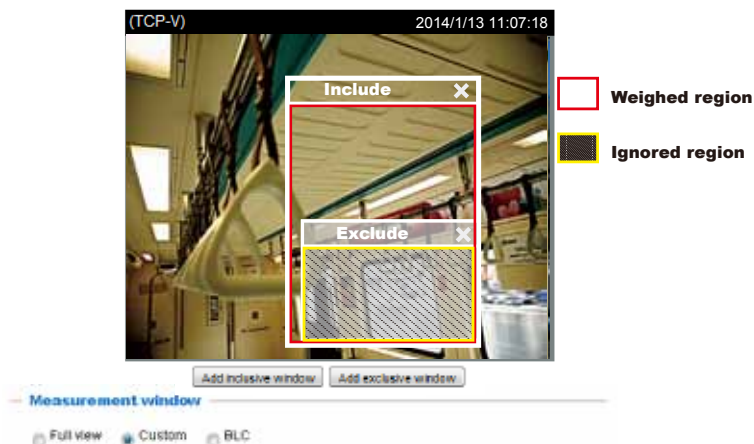 (TCP-V) 2014/1/13 11:07:18
Include
Weighed region
Ignored region
Exclude
Add inclusive window Add exclusive window
Measurement window
Full view Custom BLC